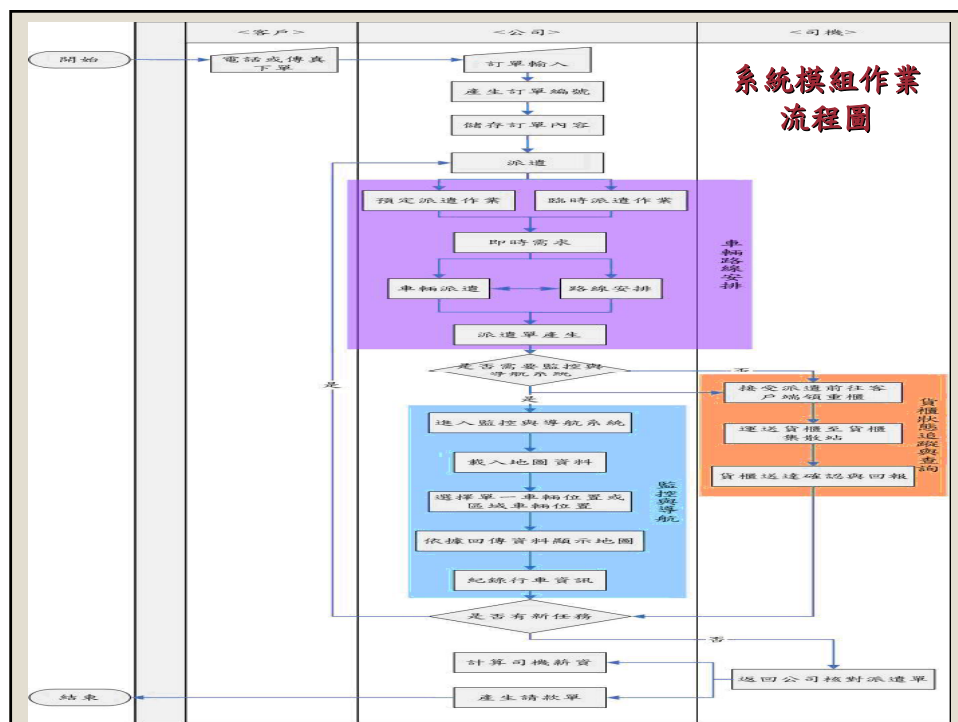 <客戶>
<公司>
<司機>
系統模組作業
流程圖
開始
電話或傳真
下單
訂單輸入
產生訂單編號
儲存訂單內容
派遣
預定派遣作業
臨時派遣作業
即時需求
車輛派遣
路線安排
派遣單產生
車輛路線安排
是否需要監控與
導航系統
否
是
是
接受派遣前往客
戶端領重櫃
運送貨櫃至貨櫃
集散站
貨櫃送達確認與回報
貨櫃狀態追蹤與查詢
進入監控與導航系統
載入地圖資料
選擇單一車輛位置或
區域車輛位置
依據回傳資料顯示地圖
紀錄行車資訊
監控與導航
是否有新任務
否
計算司機薪資
返回公司核對派遣單
產生請款單
結束